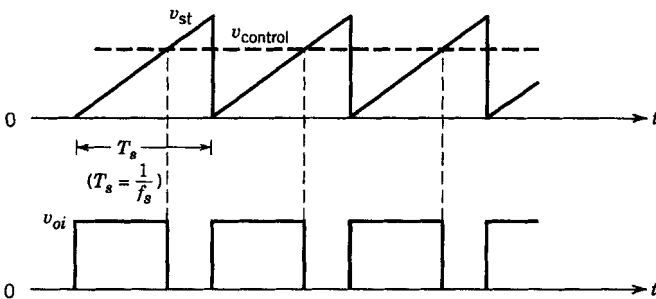 v_st
v_control
0
t
T_s
(T_s = 1/f_s)
v_oi
0
t